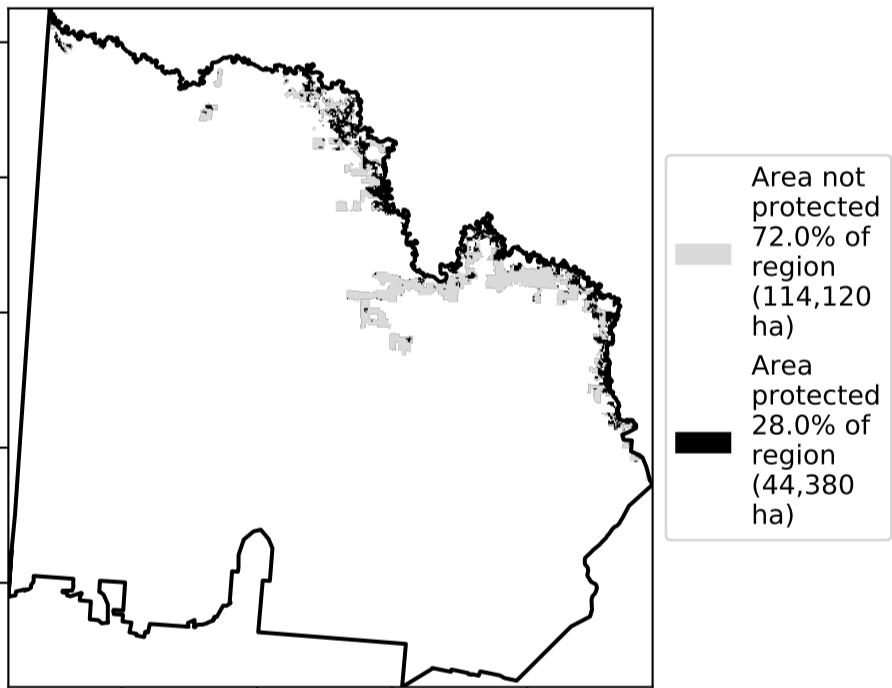 Area not
protected
72.0% of
region
(114,120
ha)
Area
protected
28.0% of
region
(44,380
ha)